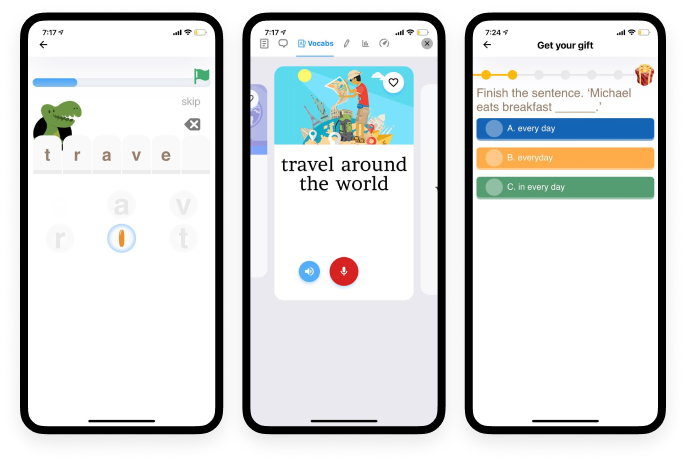 7:17
skip
t r a v e
a v
r l t
7:17
Vocabs
travel around
the world
7:24
Get your gift
Finish the sentence. 'Michael
eats breakfast ______.'
A. every day
B. everyday
C. in every day